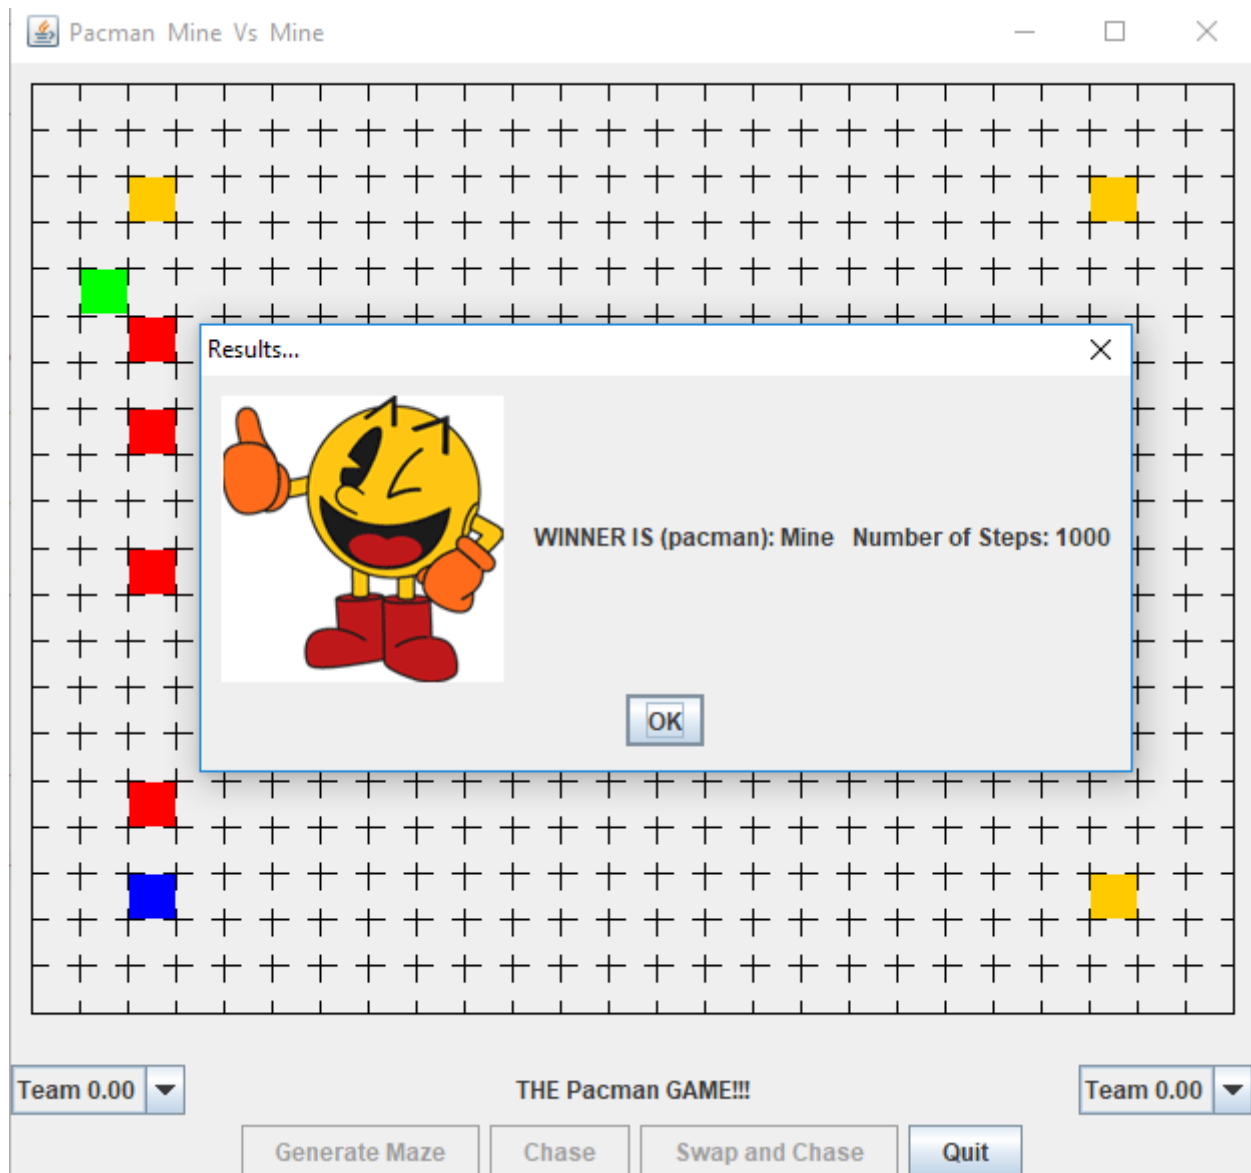 Pacman Mine Vs Mine
Results...
WINNER IS (pacman): Mine Number of Steps: 1000
OK
Team 0.00
THE Pacman GAME!!!
Team 0.00
Generate Maze
Chase
Swap and Chase
Quit